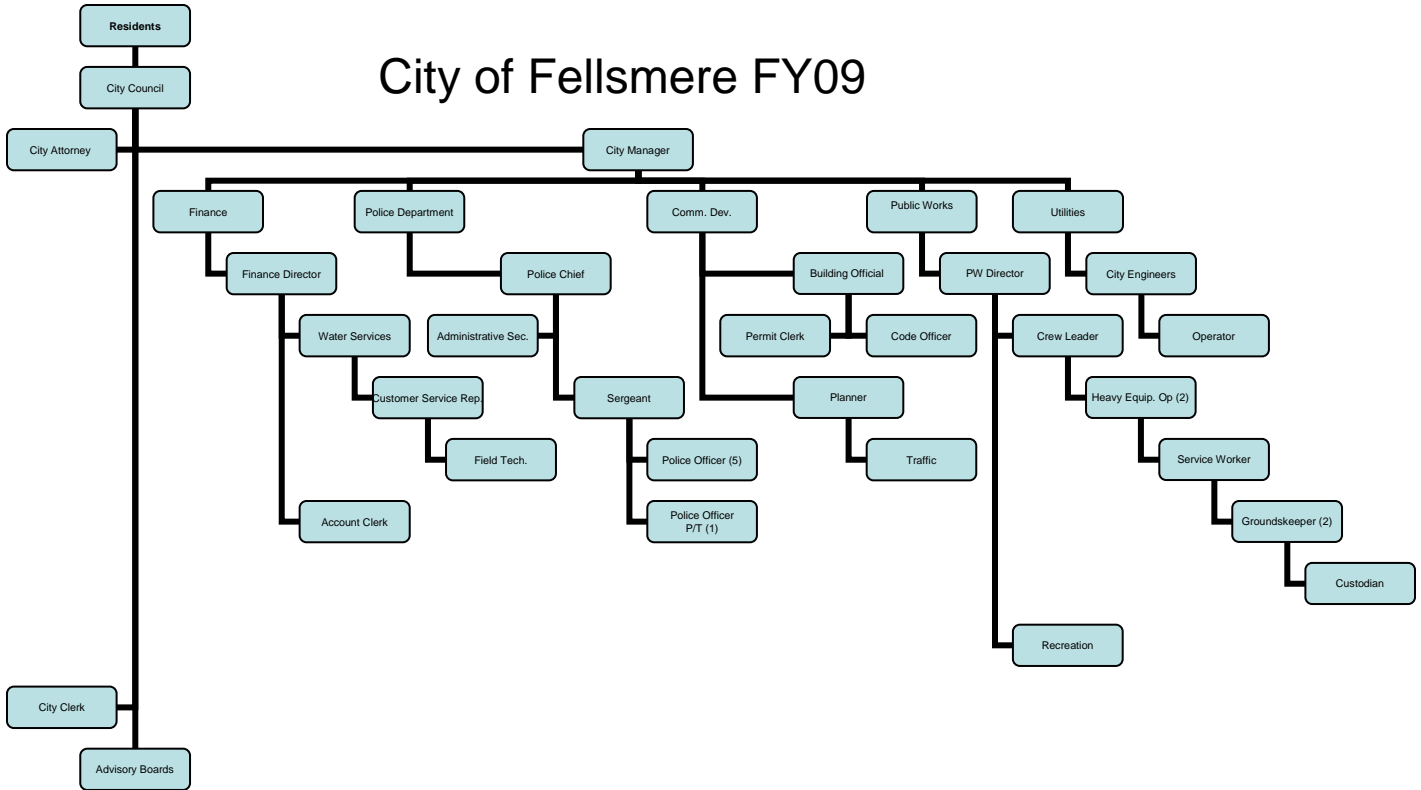 Residents
City Council
City of Fellsmere FY09
City Attorney
City Manager
Finance
Police Department
Comm. Dev.
Public Works
Utilities
Finance Director
Police Chief
Building Official
PW Director
City Engineers
Water Services
Administrative Sec.
Permit Clerk
Code Officer
Crew Leader
Operator
Customer Service Rep.
Sergeant
Planner
Heavy Equip. Op (2)
Field Tech.
Police Officer (5)
Traffic
Service Worker
Account Clerk
Police Officer
P/T (1)
Groundskeeper (2)
Custodian
Recreation
City Clerk
Advisory Boards